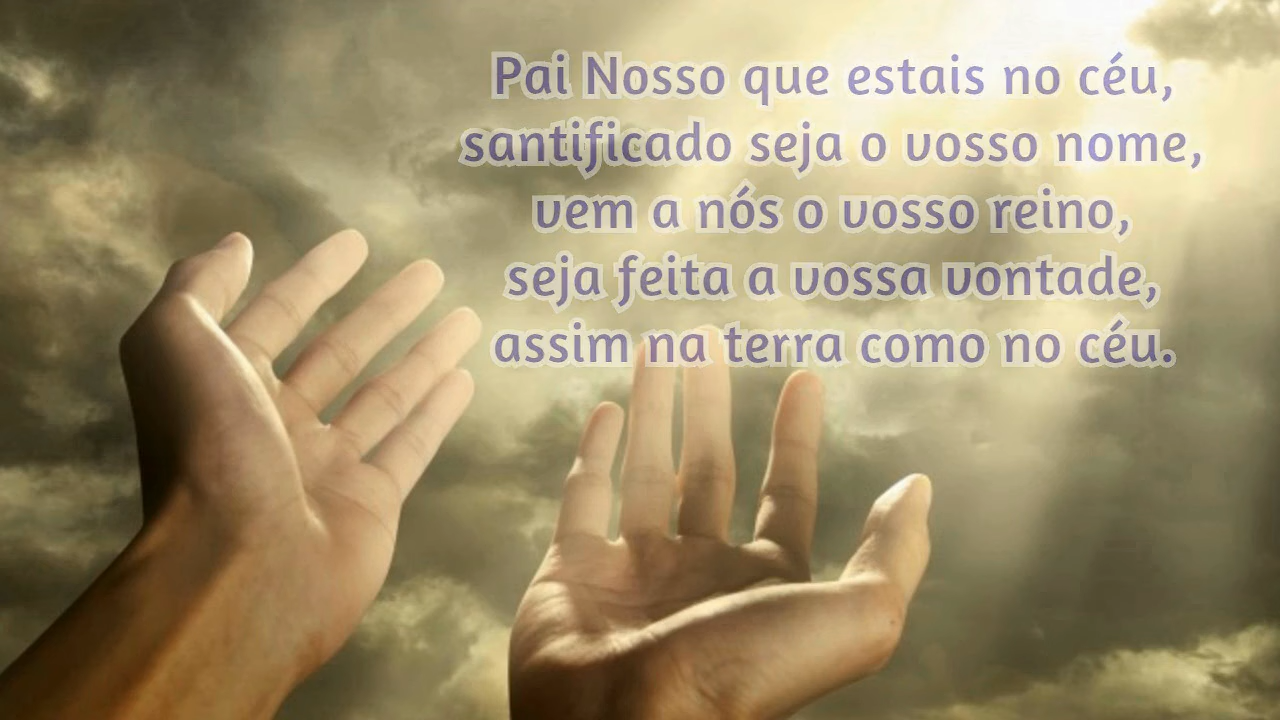 Pai Nosso que estais no céu,
santificado seja o vosso nome,
vem a nós o vosso reino,
seja feita a vossa vontade,
assim na terra como no céu.